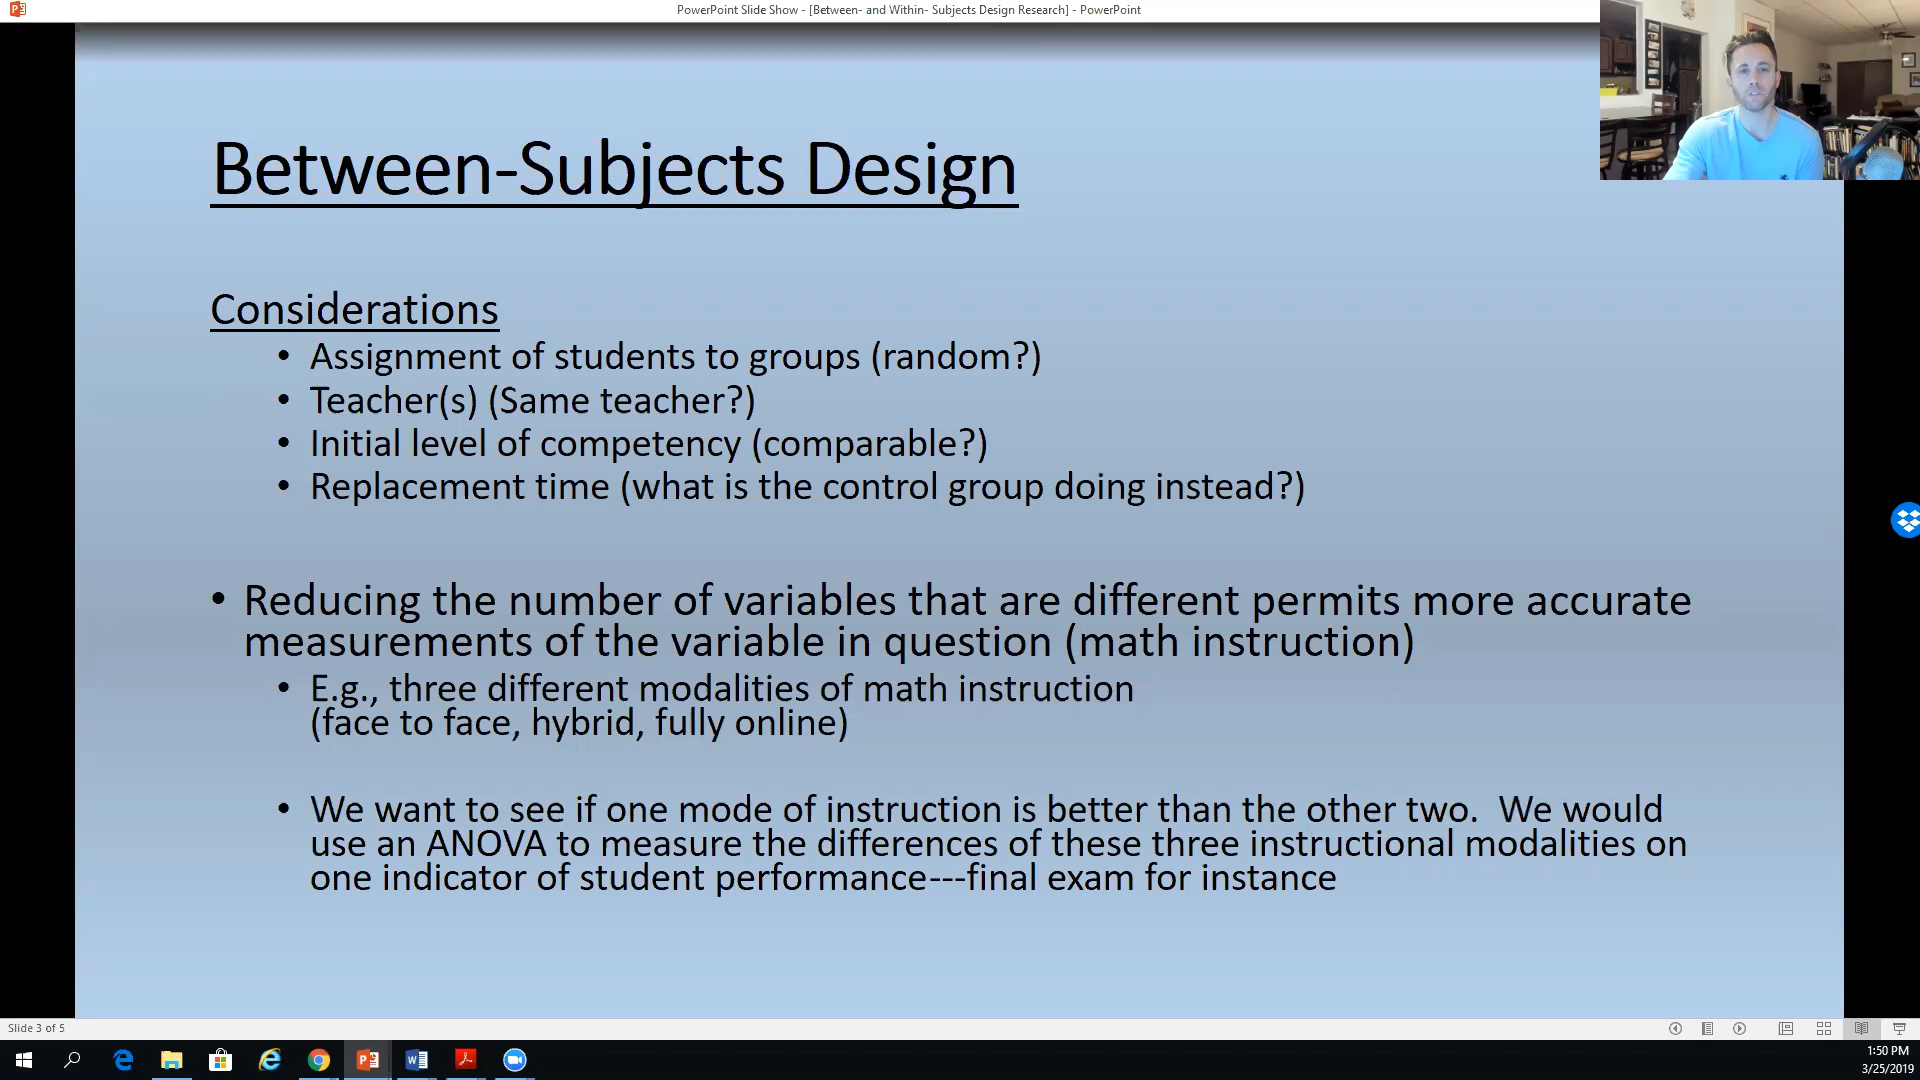 PowerPoint Slide Show - [Between- and Within- Subjects Design Research] - PowerPoint
Between-Subjects Design
Considerations
• Assignment of students to groups (random?)
• Teacher(s) (Same teacher?)
• Initial level of competency (comparable?)
• Replacement time (what is the control group doing instead?)
• Reducing the number of variables that are different permits more accurate
measurements of the variable in question (math instruction)
• E.g., three different modalities of math instruction
(face to face, hybrid, fully online)
• We want to see if one mode of instruction is better than the other two.  We would
use an ANOVA to measure the differences of these three instructional modalities on
one indicator of student performance---final exam for instance
Slide 3 of 5
1:50 PM
3/25/2019